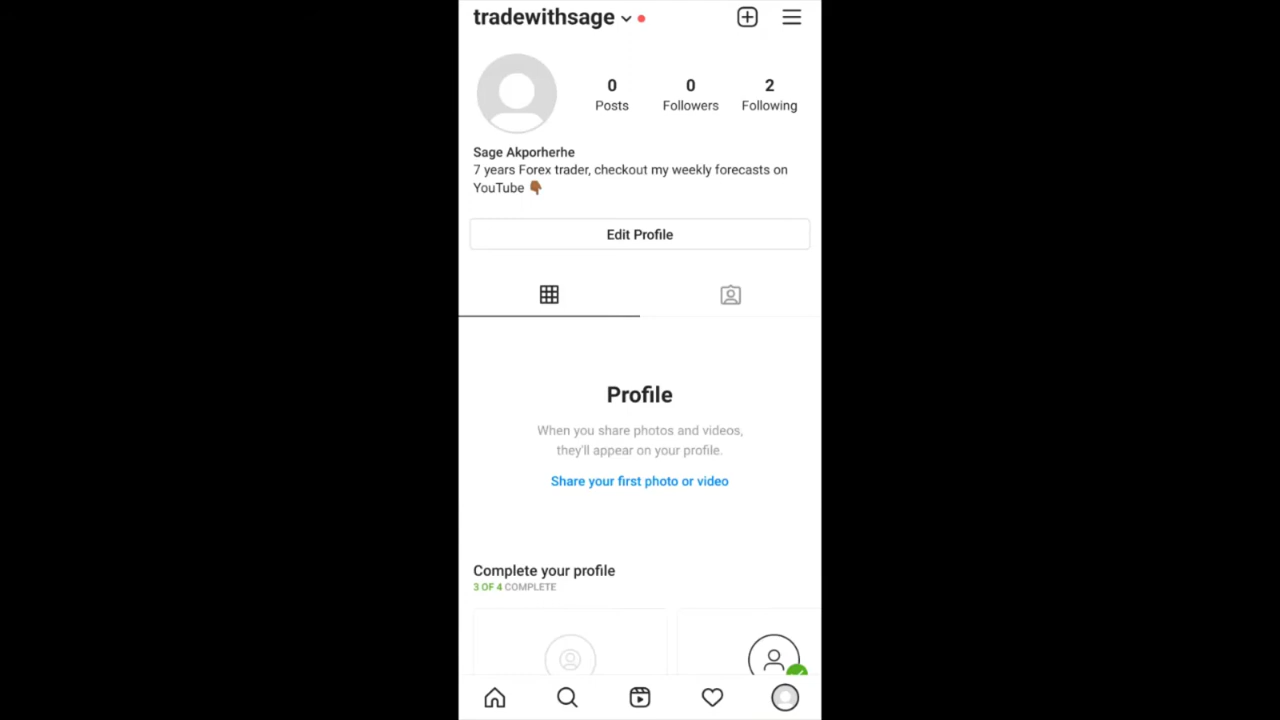 tradewithsage
0 0 2
Posts Followers Following
Sage Akporherhe
7 years Forex trader, checkout my weekly forecasts on
YouTube 👇🏾
Edit Profile
Profile
When you share photos and videos,
they'll appear on your profile.
Share your first photo or video
Complete your profile
3 OF 4 COMPLETE